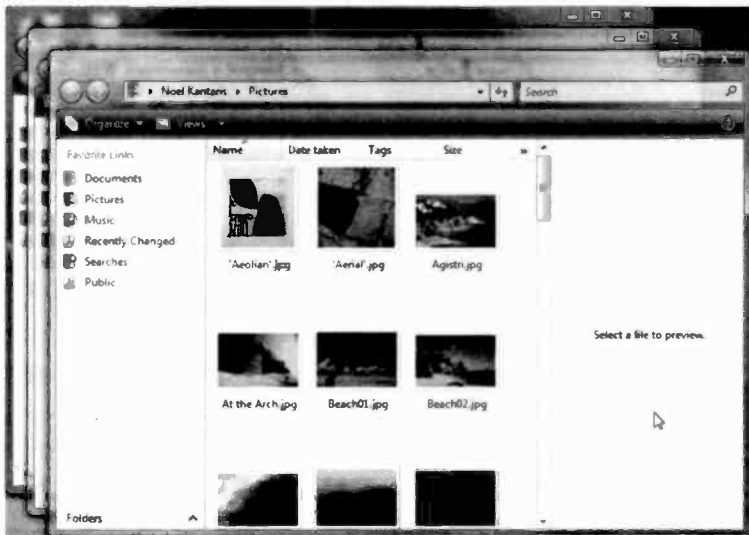 Noel Kantaris ▸ Pictures
Search
Organize Views
Favorite Links
Name Date taken Tags Size »
Documents
Pictures
Music
Recently Changed
Searches
Public
'Aeolian'.jpg 'Aerial'.jpg Agistri.jpg
Select a file to preview.
At the Arch.jpg Beach01.jpg Beach02.jpg
Folders